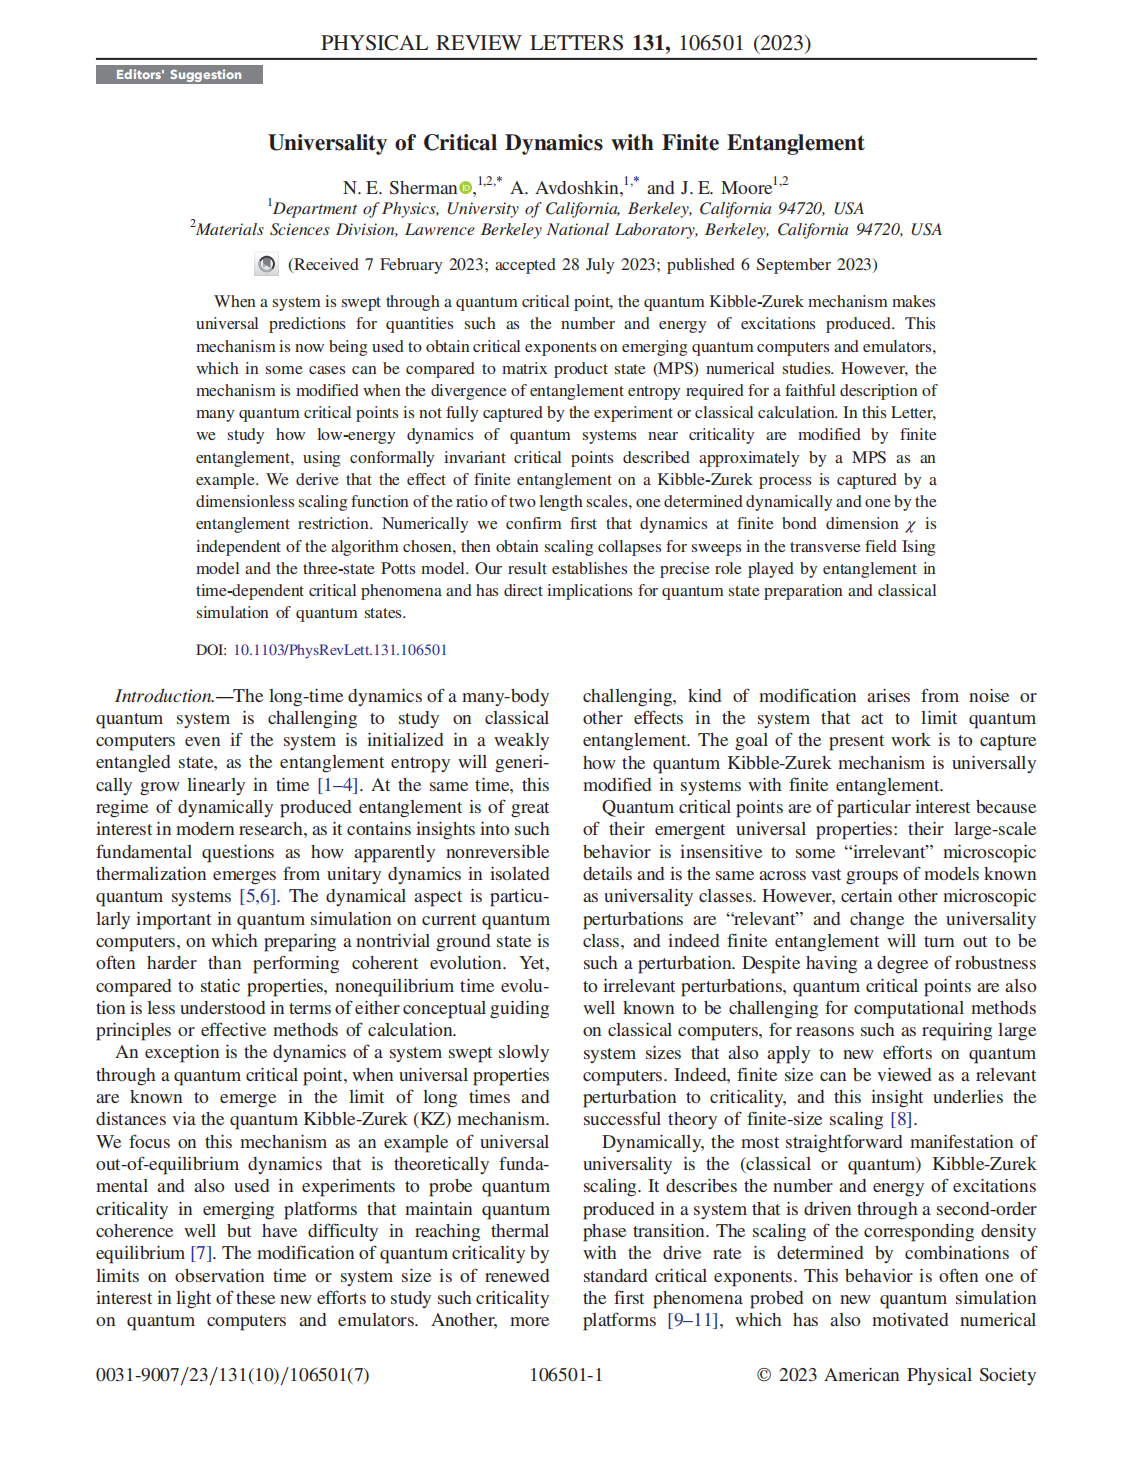 PHYSICAL REVIEW LETTERS 131, 106501 (2023)
Editors' Suggestion
Universality of Critical Dynamics with Finite Entanglement
N. E. Sherman ,1,2,* A. Avdoshkin,1,* and J. E. Moore1,2
1Department of Physics, University of California, Berkeley, California 94720, USA
2Materials Sciences Division, Lawrence Berkeley National Laboratory, Berkeley, California 94720, USA
(Received 7 February 2023; accepted 28 July 2023; published 6 September 2023)
When a system is swept through a quantum critical point, the quantum Kibble-Zurek mechanism makes
universal predictions for quantities such as the number and energy of excitations produced. This
mechanism is now being used to obtain critical exponents on emerging quantum computers and emulators,
which in some cases can be compared to matrix product state (MPS) numerical studies. However, the
mechanism is modified when the divergence of entanglement entropy required for a faithful description of
many quantum critical points is not fully captured by the experiment or classical calculation. In this Letter,
we study how low-energy dynamics of quantum systems near criticality are modified by finite
entanglement, using conformally invariant critical points described approximately by a MPS as an
example. We derive that the effect of finite entanglement on a Kibble-Zurek process is captured by a
dimensionless scaling function of the ratio of two length scales, one determined dynamically and one by the
entanglement restriction. Numerically we confirm first that dynamics at finite bond dimension χ is
independent of the algorithm chosen, then obtain scaling collapses for sweeps in the transverse field Ising
model and the three-state Potts model. Our result establishes the precise role played by entanglement in
time-dependent critical phenomena and has direct implications for quantum state preparation and classical
simulation of quantum states.
DOI: 10.1103/PhysRevLett.131.106501
Introduction.—The long-time dynamics of a many-body
quantum system is challenging to study on classical
computers even if the system is initialized in a weakly
entangled state, as the entanglement entropy will generi-
cally grow linearly in time [1–4]. At the same time, this
regime of dynamically produced entanglement is of great
interest in modern research, as it contains insights into such
fundamental questions as how apparently nonreversible
thermalization emerges from unitary dynamics in isolated
quantum systems [5,6]. The dynamical aspect is particu-
larly important in quantum simulation on current quantum
computers, on which preparing a nontrivial ground state is
often harder than performing coherent evolution. Yet,
compared to static properties, nonequilibrium time evolu-
tion is less understood in terms of either conceptual guiding
principles or effective methods of calculation.
An exception is the dynamics of a system swept slowly
through a quantum critical point, when universal properties
are known to emerge in the limit of long times and
distances via the quantum Kibble-Zurek (KZ) mechanism.
We focus on this mechanism as an example of universal
out-of-equilibrium dynamics that is theoretically funda-
mental and also used in experiments to probe quantum
criticality in emerging platforms that maintain quantum
coherence well but have difficulty in reaching thermal
equilibrium [7]. The modification of quantum criticality by
limits on observation time or system size is of renewed
interest in light of these new efforts to study such criticality
on quantum computers and emulators. Another, more
challenging, kind of modification arises from noise or
other effects in the system that act to limit quantum
entanglement. The goal of the present work is to capture
how the quantum Kibble-Zurek mechanism is universally
modified in systems with finite entanglement.
Quantum critical points are of particular interest because
of their emergent universal properties: their large-scale
behavior is insensitive to some “irrelevant” microscopic
details and is the same across vast groups of models known
as universality classes. However, certain other microscopic
perturbations are “relevant” and change the universality
class, and indeed finite entanglement will turn out to be
such a perturbation. Despite having a degree of robustness
to irrelevant perturbations, quantum critical points are also
well known to be challenging for computational methods
on classical computers, for reasons such as requiring large
system sizes that also apply to new efforts on quantum
computers. Indeed, finite size can be viewed as a relevant
perturbation to criticality, and this insight underlies the
successful theory of finite-size scaling [8].
Dynamically, the most straightforward manifestation of
universality is the (classical or quantum) Kibble-Zurek
scaling. It describes the number and energy of excitations
produced in a system that is driven through a second-order
phase transition. The scaling of the corresponding density
with the drive rate is determined by combinations of
standard critical exponents. This behavior is often one of
the first phenomena probed on new quantum simulation
platforms [9–11], which has also motivated numerical
0031-9007/23/131(10)/106501(7)
106501-1
© 2023 American Physical Society